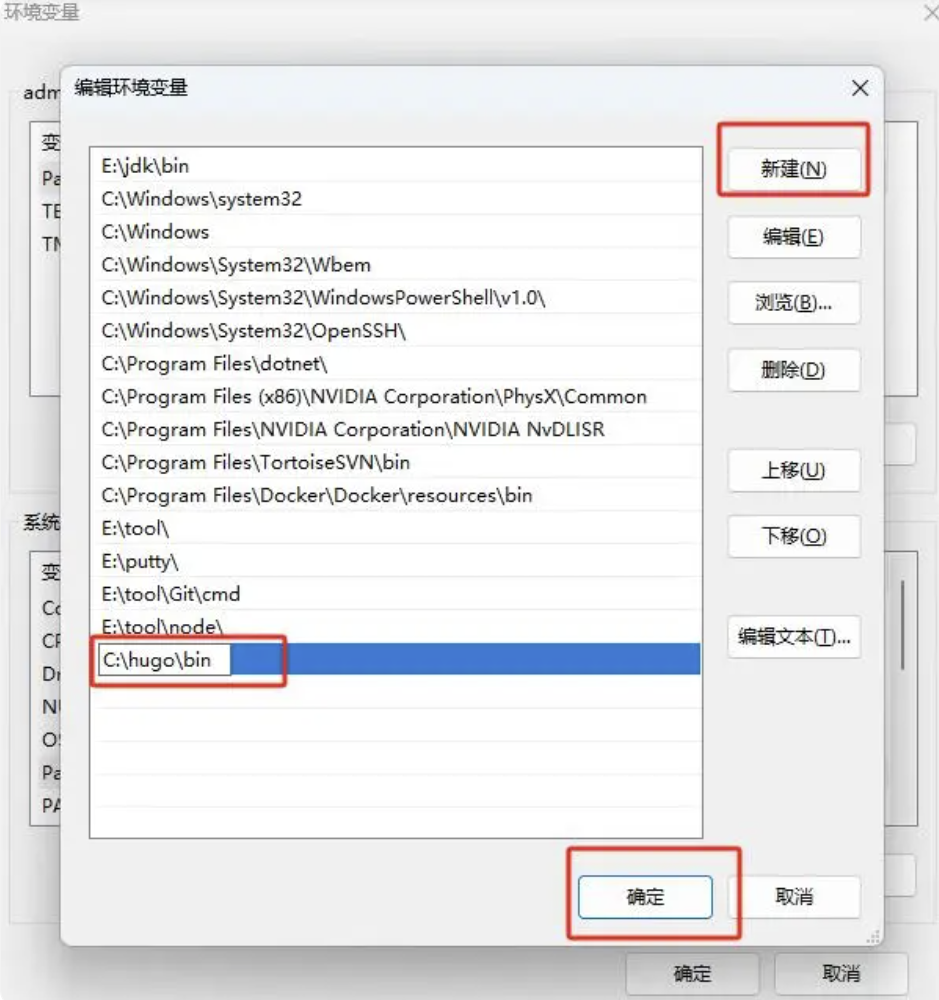 环境变量
编辑环境变量
adm
变
Pa
TE
E:\jdk\bin
C:\Windows\system32
C:\Windows
C:\Windows\System32\Wbem
C:\Windows\System32\WindowsPowerShell\v1.0\
C:\Windows\System32\OpenSSH\
C:\Program Files\dotnet\
C:\Program Files (x86)\NVIDIA Corporation\PhysX\Common
C:\Program Files\NVIDIA Corporation\NVIDIA NvDLISR
C:\Program Files\TortoiseSVN\bin
C:\Program Files\Docker\Docker\resources\bin
E:\tool\
E:\putty\
E:\tool\Git\cmd
E:\tool\node\
C:\hugo\bin
新建(N)
编辑(E)
浏览(B)...
删除(D)
上移(U)
下移(O)
编辑文本(T)...
系统
变
Co
Dr
Pa
PA
确定
取消
确定
取消